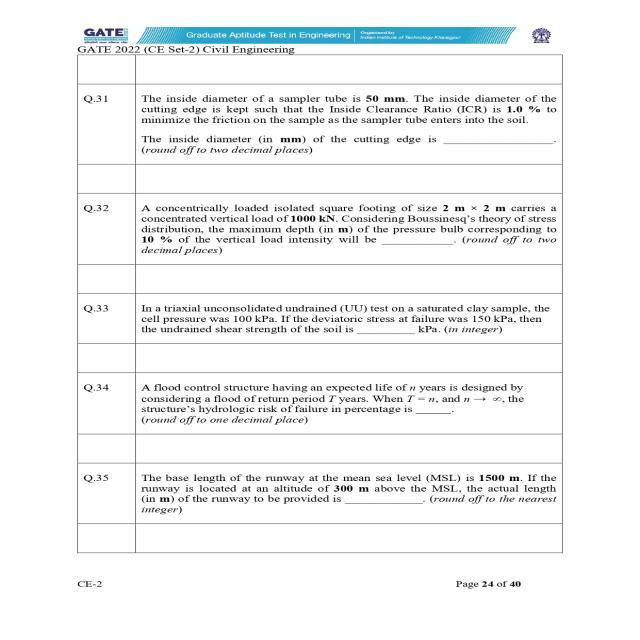 GATE
Graduate Aptitude Test in Engineering
Organised by
Indian Institute of Technology Kharagpur
GATE 2022 (CE Set-2) Civil Engineering
Q.31
The inside diameter of a sampler tube is 50 mm. The inside diameter of the
cutting edge is kept such that the Inside Clearance Ratio (ICR) is 1.0 % to
minimize the friction on the sample as the sampler tube enters into the soil.
The inside diameter (in mm) of the cutting edge is ____________________.
(round off to two decimal places)
Q.32
A concentrically loaded isolated square footing of size 2 m × 2 m carries a
concentrated vertical load of 1000 kN. Considering Boussinesq's theory of stress
distribution, the maximum depth (in m) of the pressure bulb corresponding to
10 % of the vertical load intensity will be _____________. (round off to two
decimal places)
Q.33
In a triaxial unconsolidated undrained (UU) test on a saturated clay sample, the
cell pressure was 100 kPa. If the deviatoric stress at failure was 150 kPa, then
the undrained shear strength of the soil is __________ kPa. (in integer)
Q.34
A flood control structure having an expected life of n years is designed by
considering a flood of return period T years. When T = n, and n → ∞, the
structure's hydrologic risk of failure in percentage is ______.
(round off to one decimal place)
Q.35
The base length of the runway at the mean sea level (MSL) is 1500 m. If the
runway is located at an altitude of 300 m above the MSL, the actual length
(in m) of the runway to be provided is ______________. (round off to the nearest
integer)
CE-2
Page 24 of 40